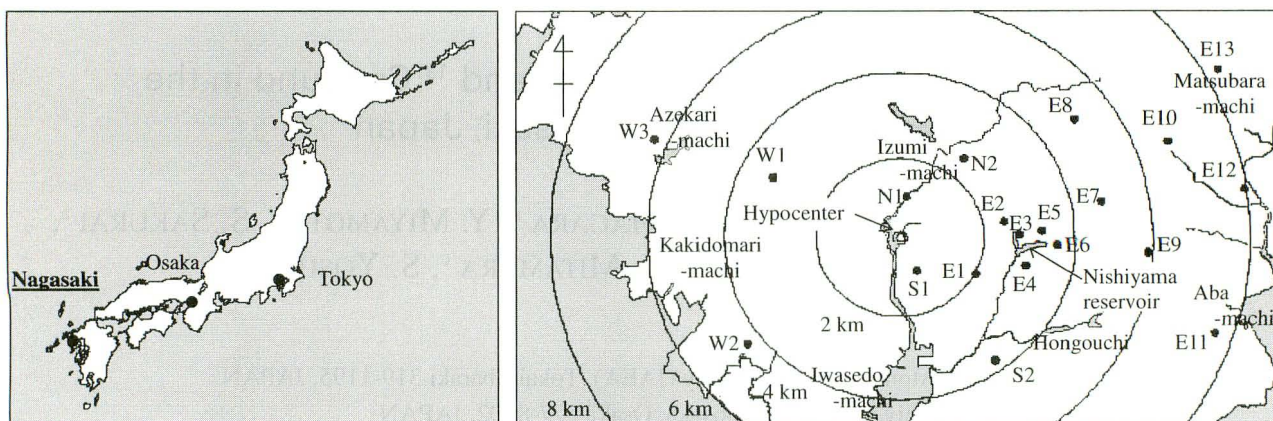 Nagasaki
Osaka
Tokyo
E13
Matsubara
-machi
E8
E10
W3
Azekari
-machi
W1
Izumi
-machi
N2
E12
N1
E7
Hypocenter
E2
E3
E5
E6
E9
Kakidomari
-machi
S1
E1
E4
Nishiyama
reservoir
Aba
-machi
2 km
E11
W2
Hongouchi
S2
Iwasedo
-machi
4 km
6 km
8 km